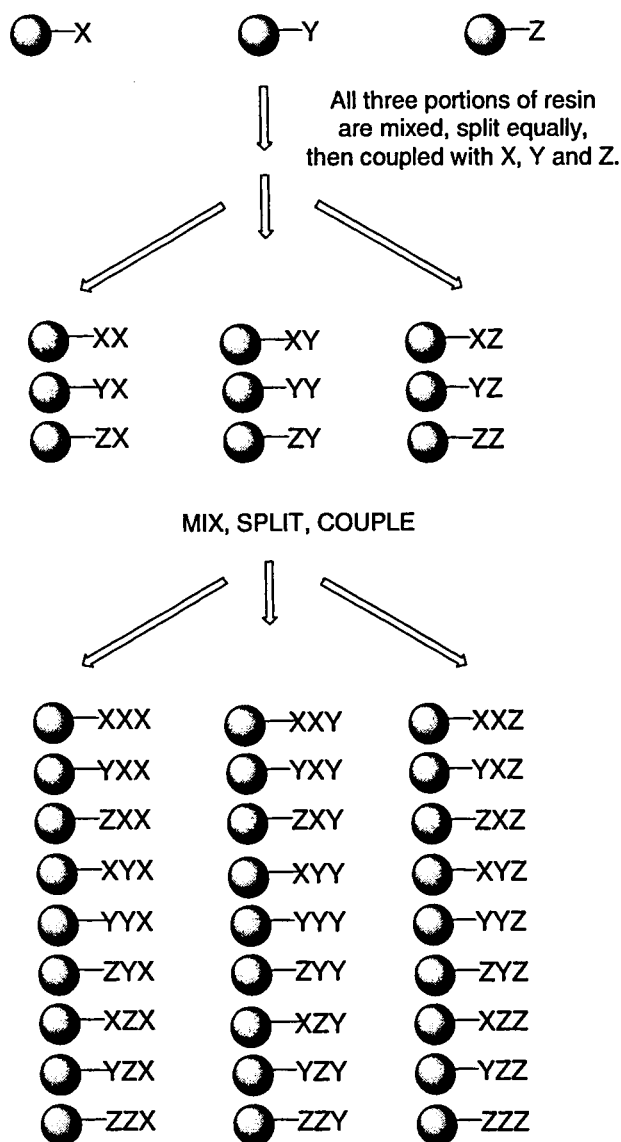 X Y Z
All three portions of resin
are mixed, split equally,
then coupled with X, Y and Z.
XX XY XZ
YX YY YZ
ZX ZY ZZ
MIX, SPLIT, COUPLE
XXX XXY XXZ
YXX YXY YXZ
ZXX ZXY ZXZ
XYX XYY XYZ
YYX YYY YYZ
ZYX ZYY ZYZ
XZX XZY XZZ
YZX YZY YZZ
ZZX ZZY ZZZ